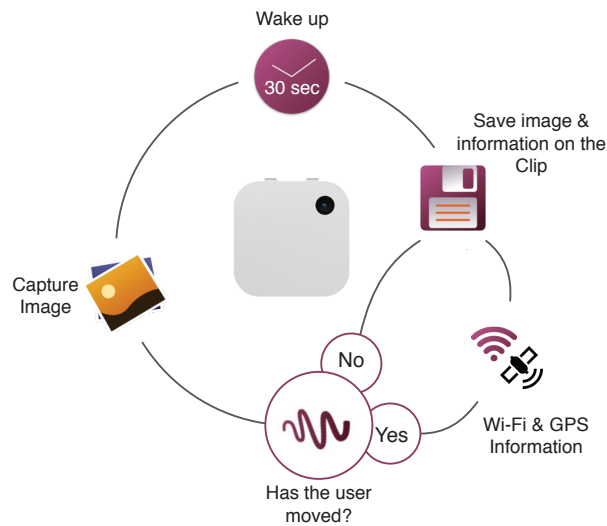 Wake up
30 sec
Save image &
information on the
Clip
Capture
Image
No
Yes
Wi-Fi & GPS
Information
Has the user
moved?